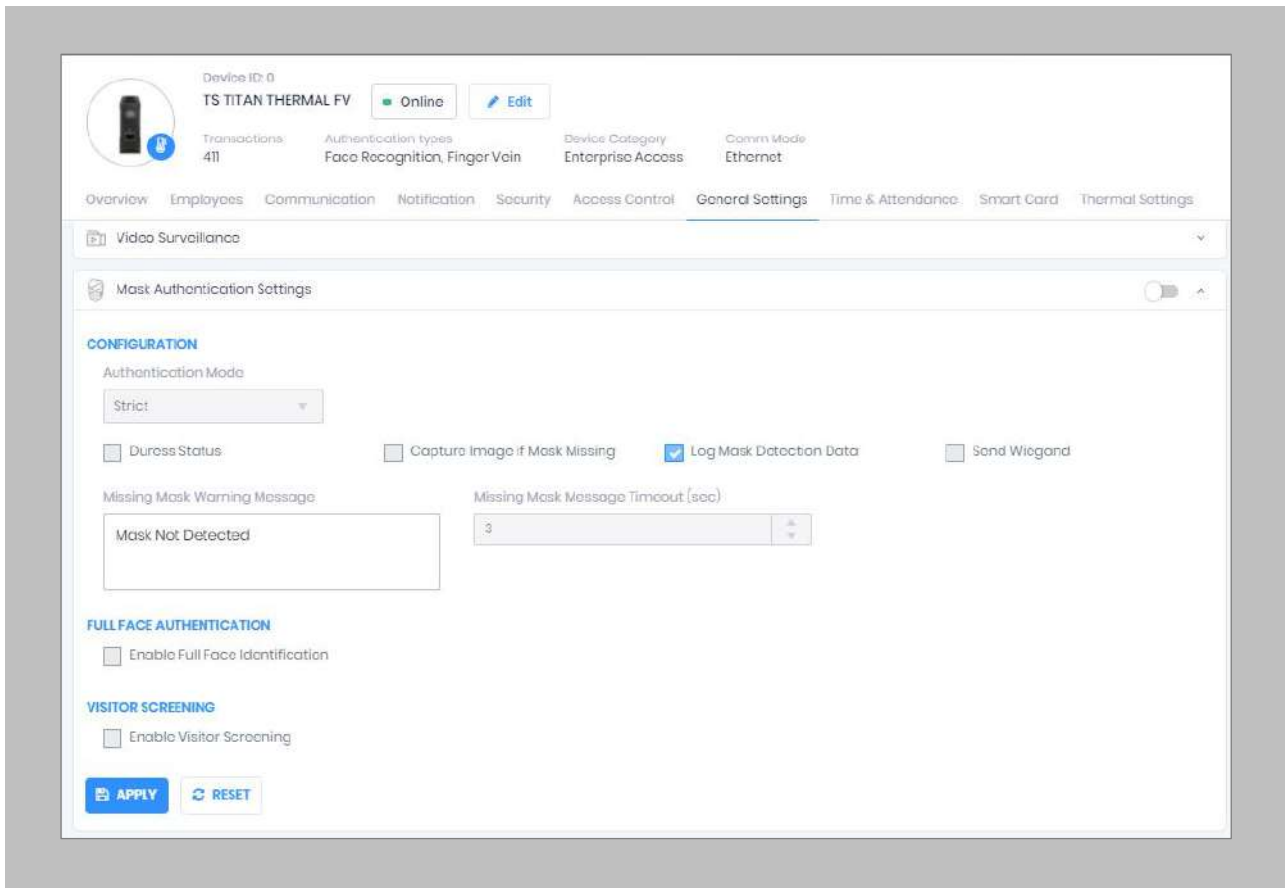 Device ID: 0
TS TITAN THERMAL FV
Online
Edit
Transactions
Authentication types
Device Category
Comm Mode
411
Face Recognition, Finger Vein
Enterprise Access
Ethernet
Overview Employees Communication Notification Security Access Control General Settings Time & Attendance Smart Card Thermal Settings
Video Surveillance
Mask Authentication Settings
CONFIGURATION
Authentication Mode
Strict
Duress Status
Capture Image if Mask Missing
Log Mask Detection Data
Send Wiegand
Missing Mask Warning Message
Missing Mask Message Timeout (sec)
Mask Not Detected
3
FULL FACE AUTHENTICATION
Enable Full Face Identification
VISITOR SCREENING
Enable Visitor Screening
APPLY
RESET